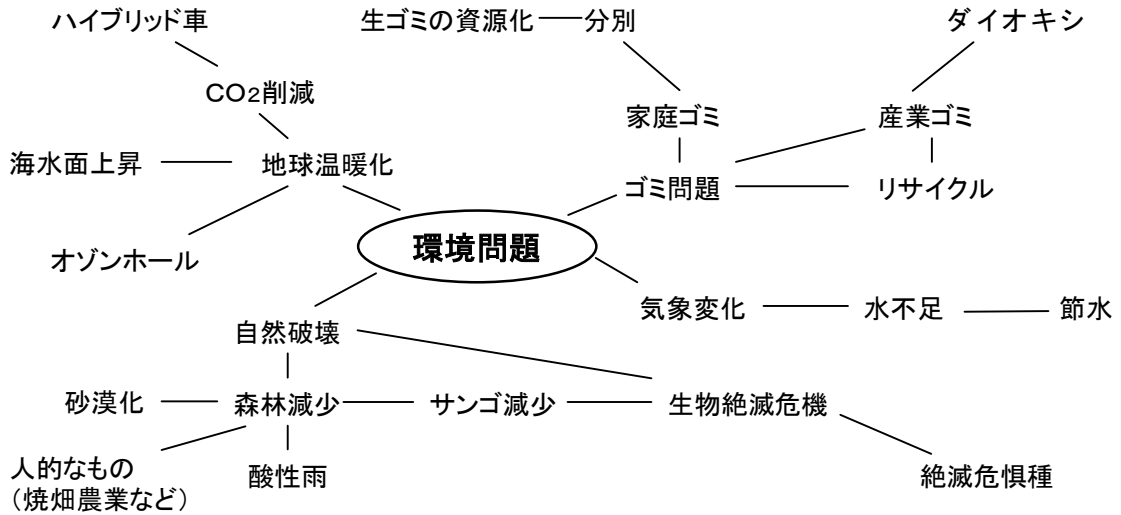 ハイブリッド車
生ゴミの資源化
分別
ダイオキシ
CO2削減
家庭ゴミ
産業ゴミ
海水面上昇
地球温暖化
ゴミ問題
リサイクル
環境問題
オゾンホール
気象変化
水不足
節水
自然破壊
砂漠化
森林減少
サンゴ減少
生物絶滅危機
人的なもの
（焼畑農業など）
酸性雨
絶滅危惧種